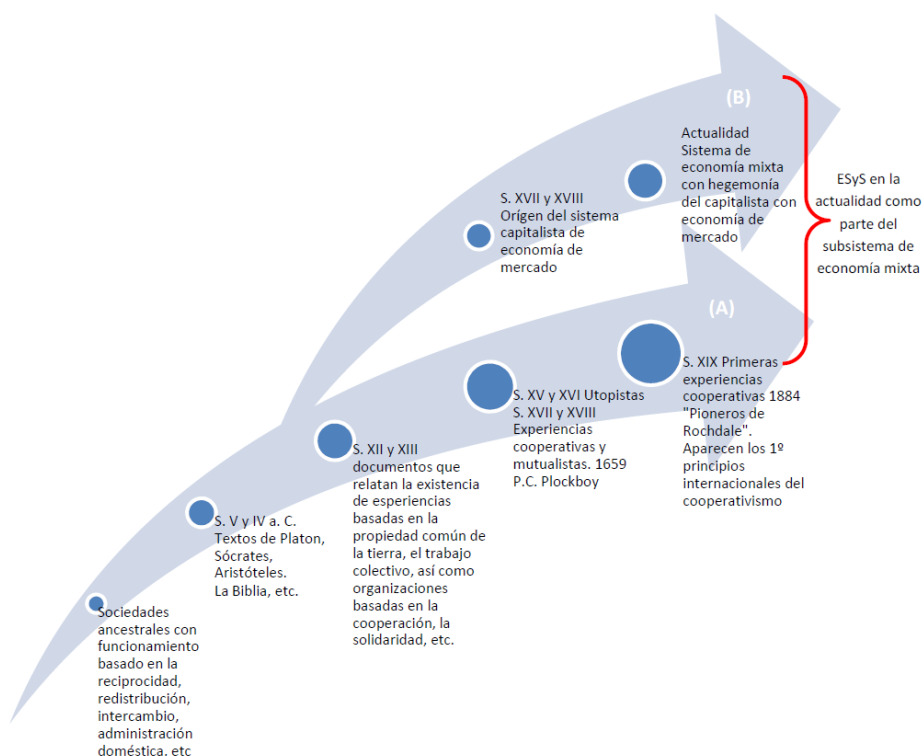 Sociedades
ancestrales con
funcionamiento
basado en la
reciprocidad,
redistribución,
intercambio,
administración
doméstica, etc
S. V y IV a. C.
Textos de Platon,
Sócrates,
Aristóteles.
La Biblia, etc.
S. XII y XIII
documentos que
relatan la existencia
de esperiencias
basadas en la
propiedad común de
la tierra, el trabajo
colectivo, así como
organizaciones
basadas en la
cooperación, la
solidaridad, etc.
S. XV y XVI Utopistas
S. XVII y XVIII
Experiencias
cooperativas y
mutualistas. 1659
P.C. Plockboy
(A)
S. XIX Primeras
experiencias
cooperativas 1884
"Pioneros de
Rochdale".
Aparecen los 1º
principios
internacionales del
cooperativismo
S. XVII y XVIII
Orígen del sistema
capitalista de
economía de
mercado
(B)
Actualidad
Sistema de
economía mixta
con hegemonía
del capitalista con
economía de
mercado
ESyS en la
actualidad como
parte del
subsistema de
economía mixta